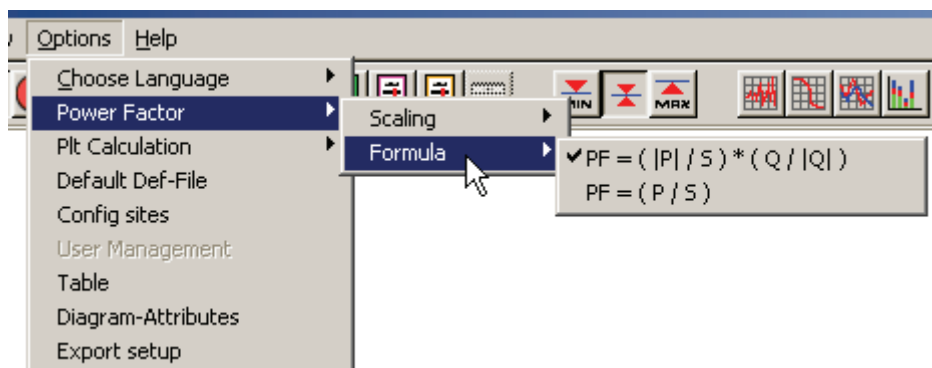 Options Help
Choose Language
Power Factor
Plt Calculation
Default Def-File
Config sites
User Management
Table
Diagram-Attributes
Export setup
Scaling
Formula
PF = ( |P| / S ) * ( Q / |Q| )
PF = ( P / S )
MAX